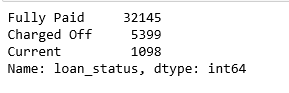 Fully Paid     32145
Charged Off     5399
Current         1098
Name: loan_status, dtype: int64